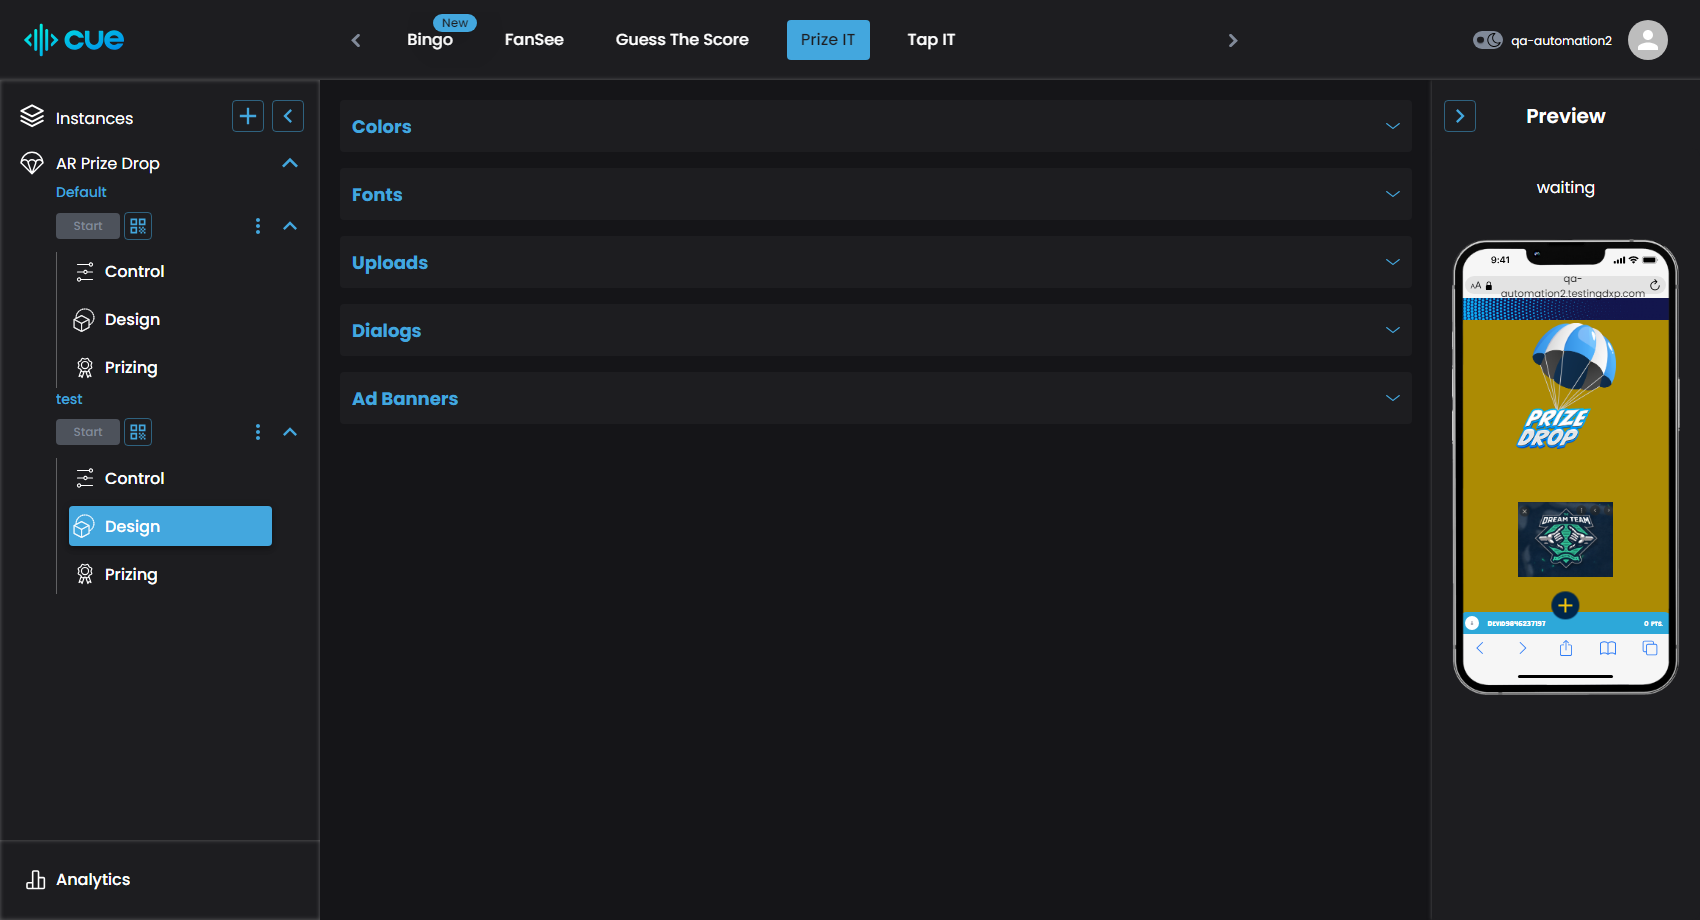 cue
New
Bingo
FanSee
Guess The Score
Prize IT
Tap IT
qa-automation2
Instances
AR Prize Drop
Default
Start
Control
Design
Prizing
test
Start
Control
Design
Prizing
Analytics
Colors
Fonts
Uploads
Dialogs
Ad Banners
Preview
waiting
9:41
AA
qa-
automation2.testingdxp.com
PRIZE
DROP
DREAM TEAM
0 PTS.